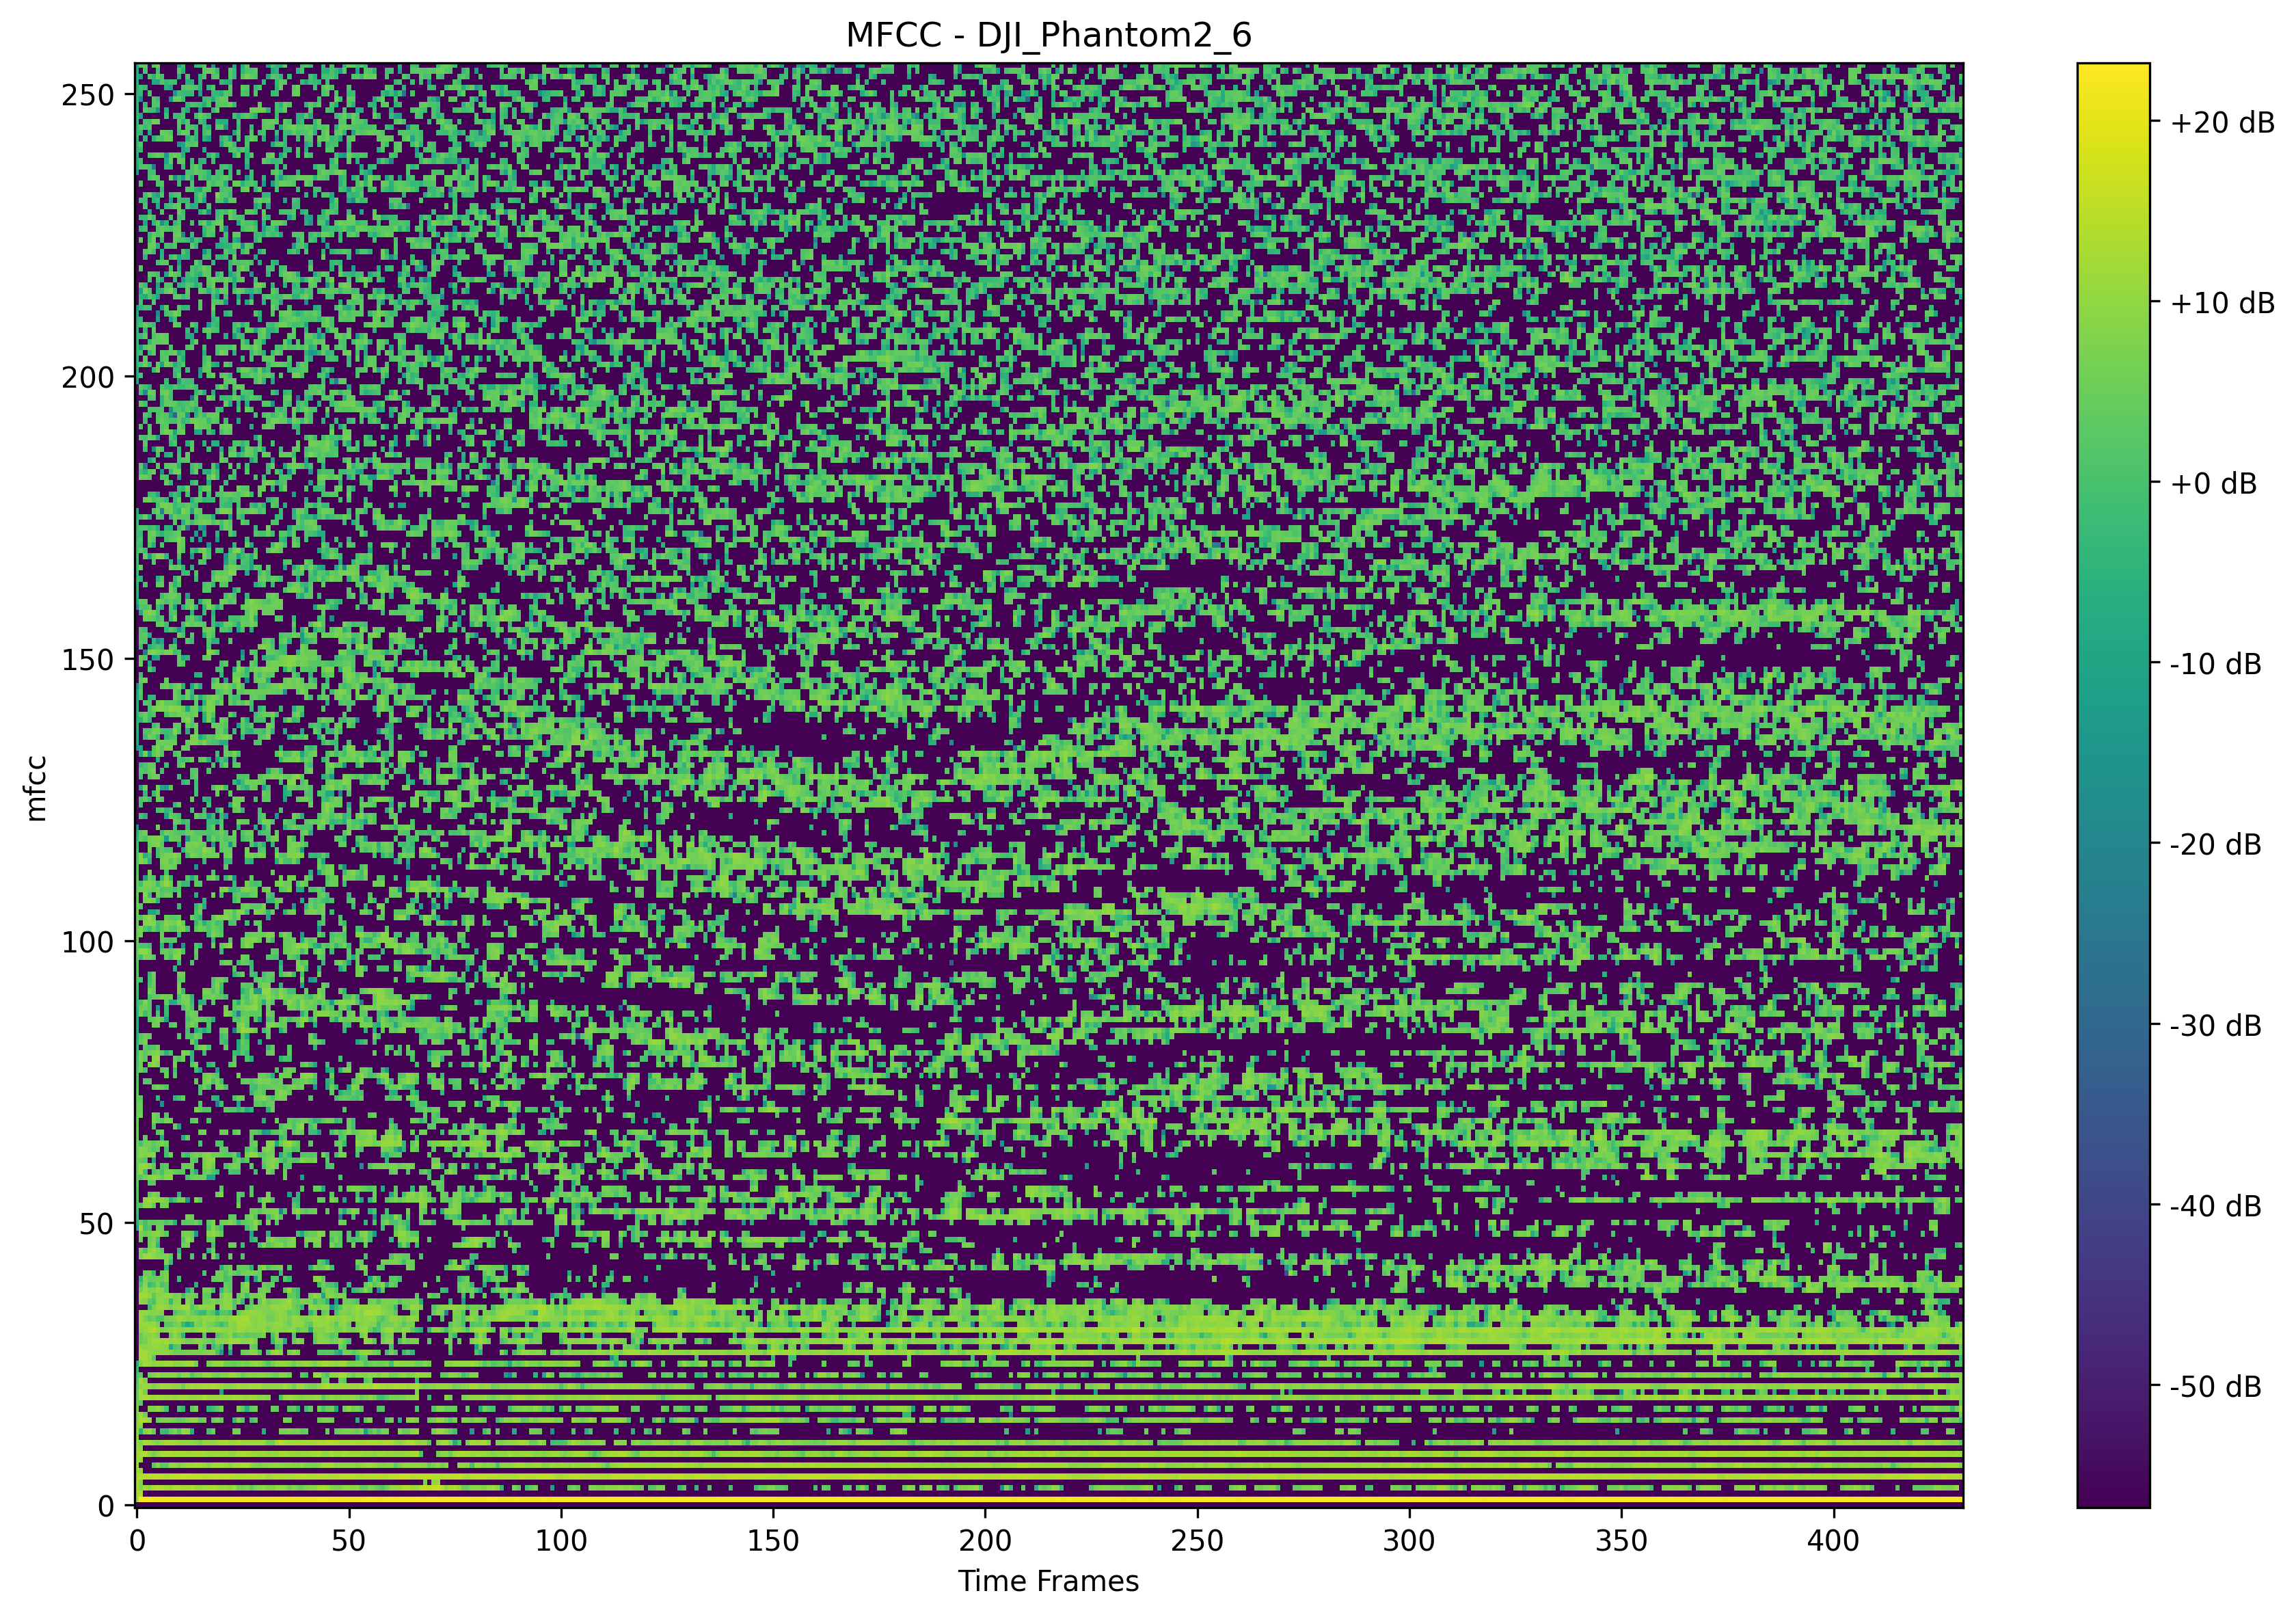 MFCC - DJI_Phantom2_6
250
200
150
100
50
0
mfcc
0 50 100 150 200 250 300 350 400
Time Frames
+20 dB
+10 dB
+0 dB
-10 dB
-20 dB
-30 dB
-40 dB
-50 dB